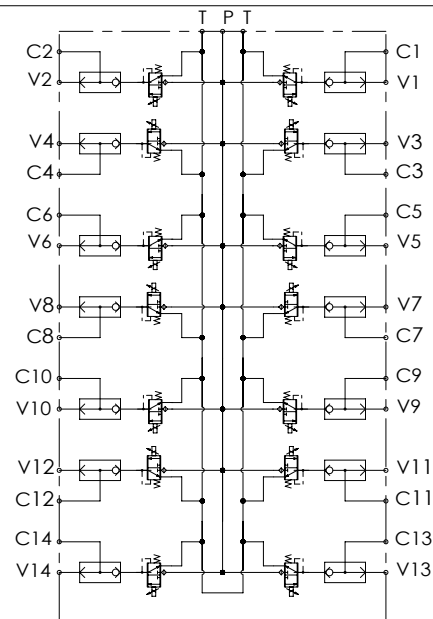 T P T
C2 C1
V2 V1
V4 V3
C4 C3
C6 C5
V6 V5
V8 V7
C8 C7
C10 C9
V10 V9
V12 V11
C12 C11
C14 C13
V14 V13